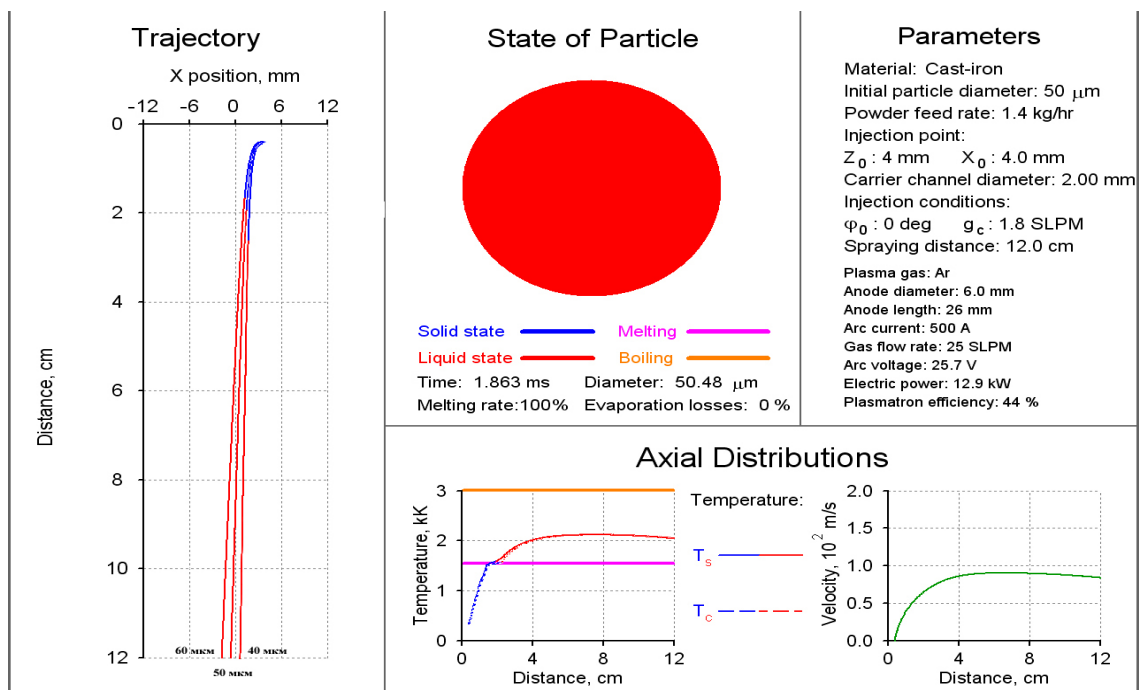 Trajectory
X position, mm
-12 -6 0 6 12
0
2
4
6
8
10
12
Distance, cm
60 мкм
50 мкм
40 мкм
State of Particle
Solid state
Melting
Liquid state
Boiling
Time: 1.863 ms Diameter: 50.48 μm
Melting rate:100% Evaporation losses: 0 %
Parameters
Material: Cast-iron
Initial particle diameter: 50 μm
Powder feed rate: 1.4 kg/hr
Injection point:
Z0 : 4 mm X0 : 4.0 mm
Carrier channel diameter: 2.00 mm
Injection conditions:
φ0 : 0 deg gc : 1.8 SLPM
Spraying distance: 12.0 cm
Plasma gas: Ar
Anode diameter: 6.0 mm
Anode length: 26 mm
Arc current: 500 A
Gas flow rate: 25 SLPM
Arc voltage: 25.7 V
Electric power: 12.9 kW
Plasmatron efficiency: 44 %
Axial Distributions
Temperature, kK
3
2
1
0
0 4 8 12
Distance, cm
Temperature:
Ts
Tc
Velocity, 10² m/s
2.0
1.5
1.0
0.5
0.0
0 4 8 12
Distance, cm